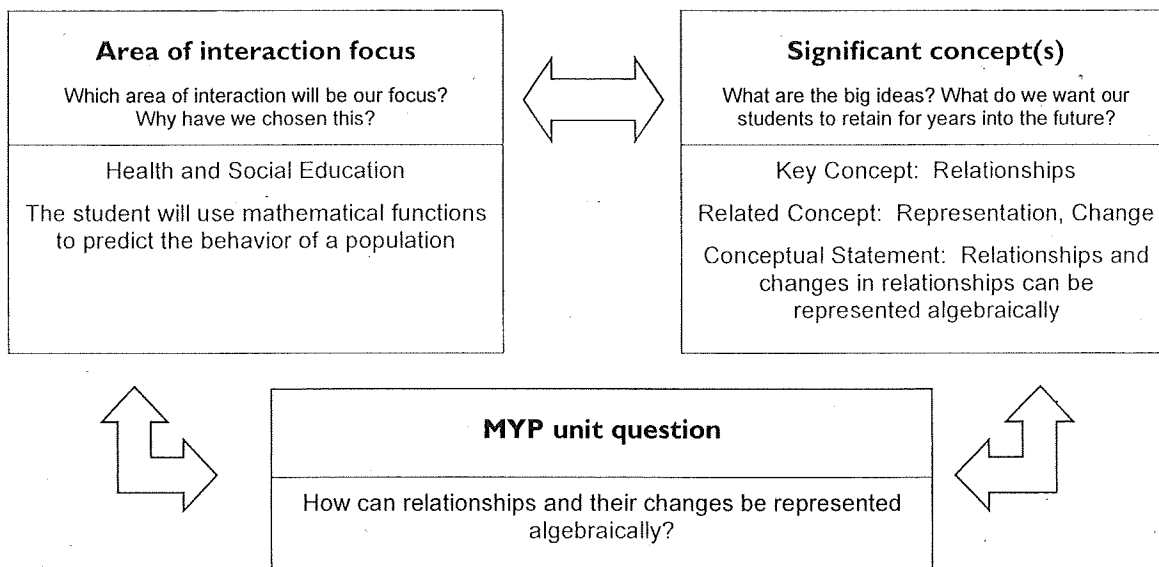 Area of interaction focus
Which area of interaction will be our focus?
Why have we chosen this?
Health and Social Education
The student will use mathematical functions
to predict the behavior of a population
Significant concept(s)
What are the big ideas? What do we want our
students to retain for years into the future?
Key Concept: Relationships
Related Concept: Representation, Change
Conceptual Statement: Relationships and
changes in relationships can be
represented algebraically
MYP unit question
How can relationships and their changes be represented
algebraically?